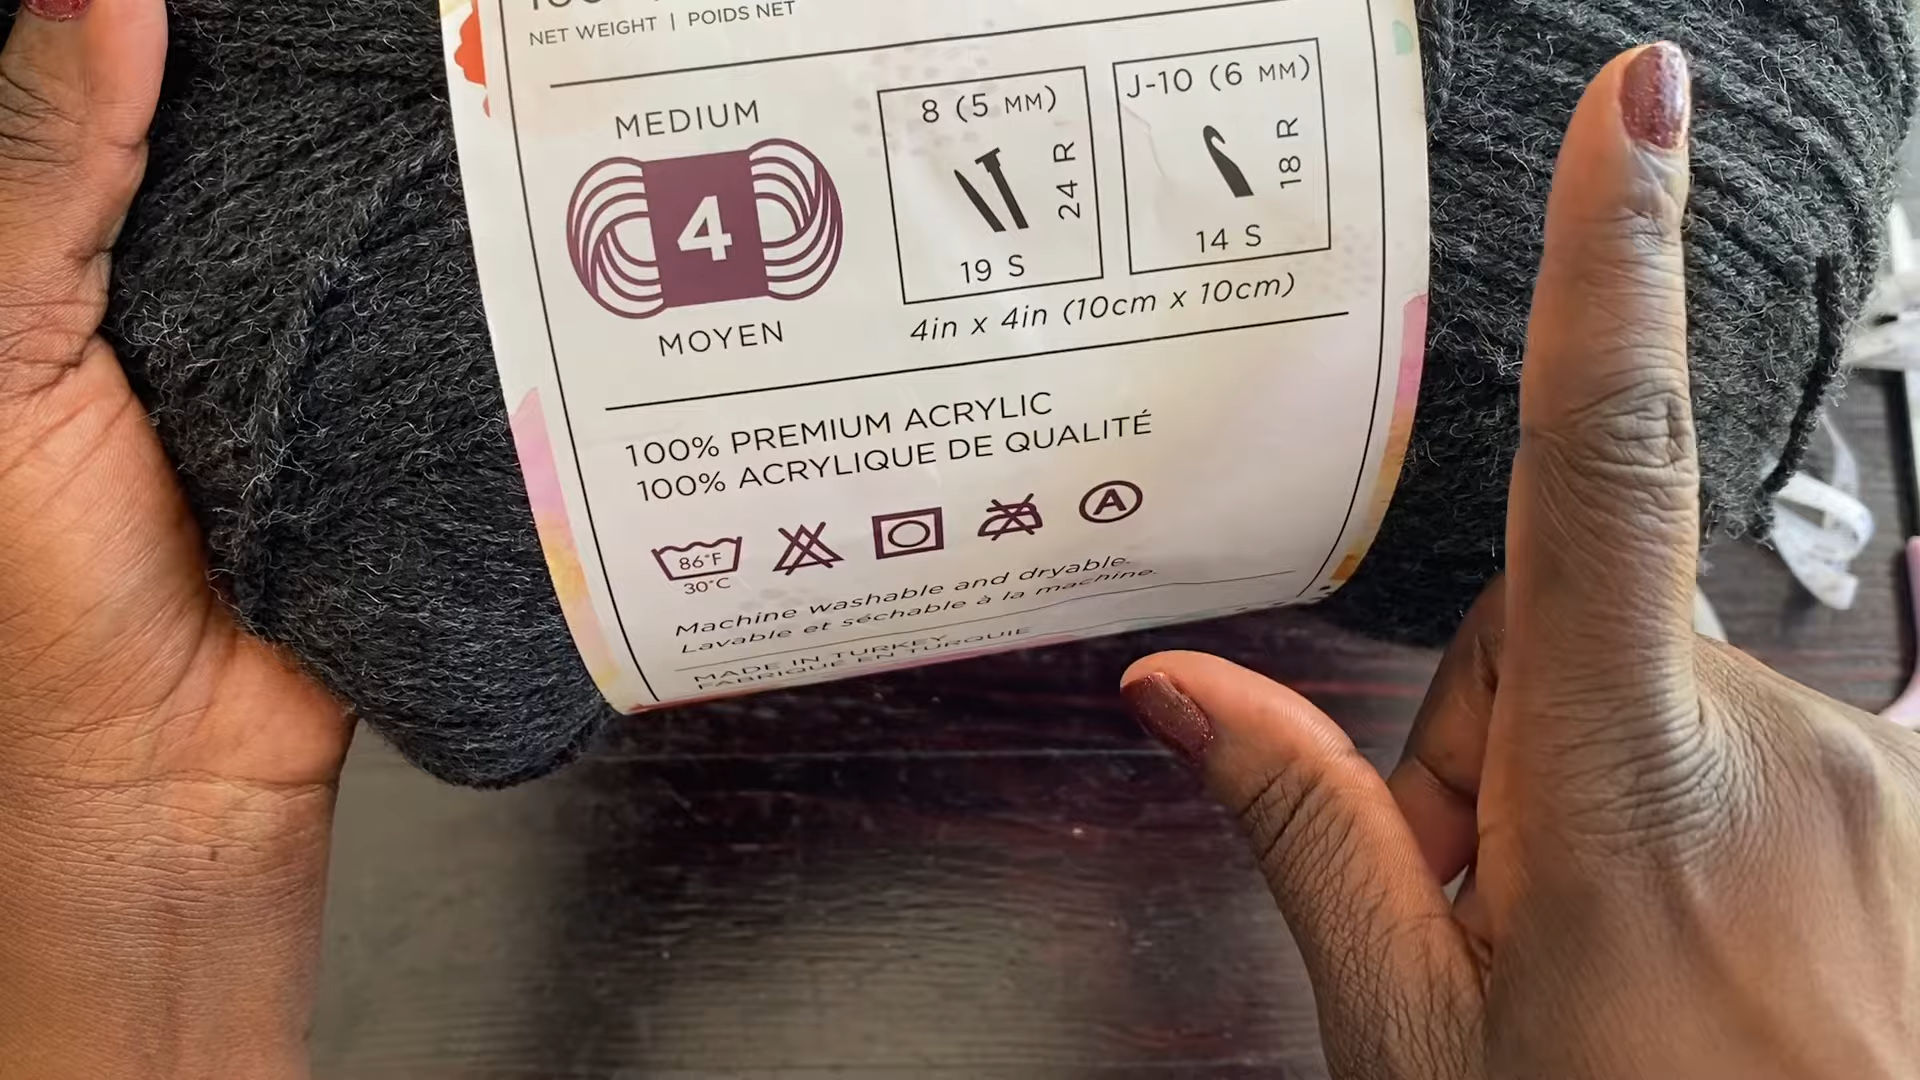 NET WEIGHT | POIDS NET
MEDIUM
4
MOYEN
8 (5 MM)
24 R
19 S
J-10 (6 MM)
18 R
14 S
4in x 4in (10cm x 10cm)
100% PREMIUM ACRYLIC
100% ACRYLIQUE DE QUALITÉ
86°F
30°C
A
Machine washable and dryable.
Lavable et séchable à la machine.
MADE IN TURKEY
FABRIQUÉ EN TURQUIE